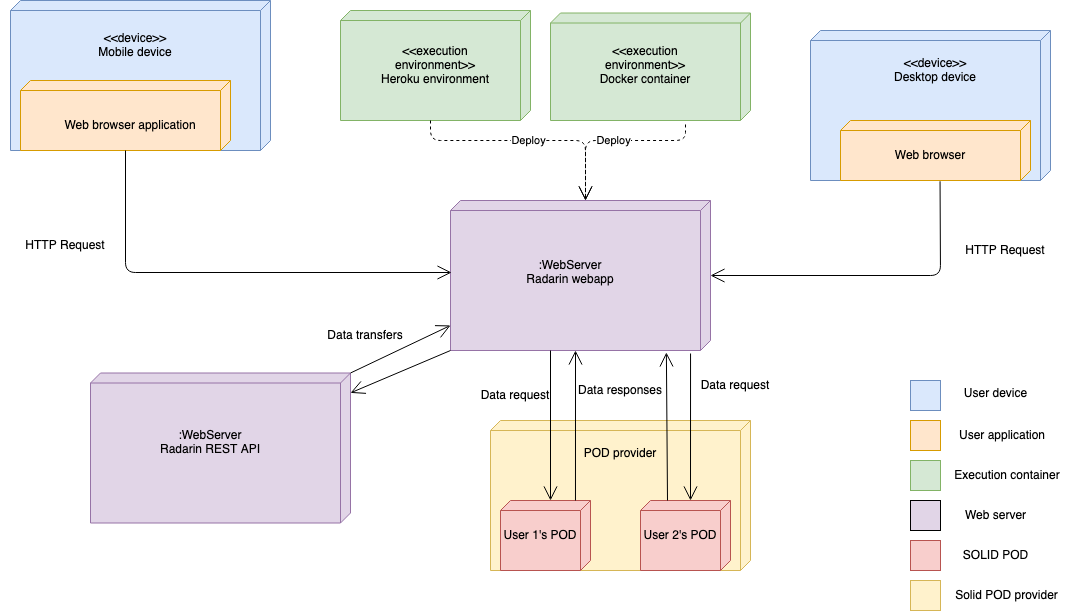 <<device>>
Mobile device
Web browser application
<<execution
environment>>
Heroku environment
<<execution
environment>>
Docker container
<<device>>
Desktop device
Web browser
Deploy
Deploy
HTTP Request
HTTP Request
:WebServer
Radarin webapp
Data transfers
:WebServer
Radarin REST API
Data request
Data responses
Data request
POD provider
User 1's POD
User 2's POD
User device
User application
Execution container
Web server
SOLID POD
Solid POD provider